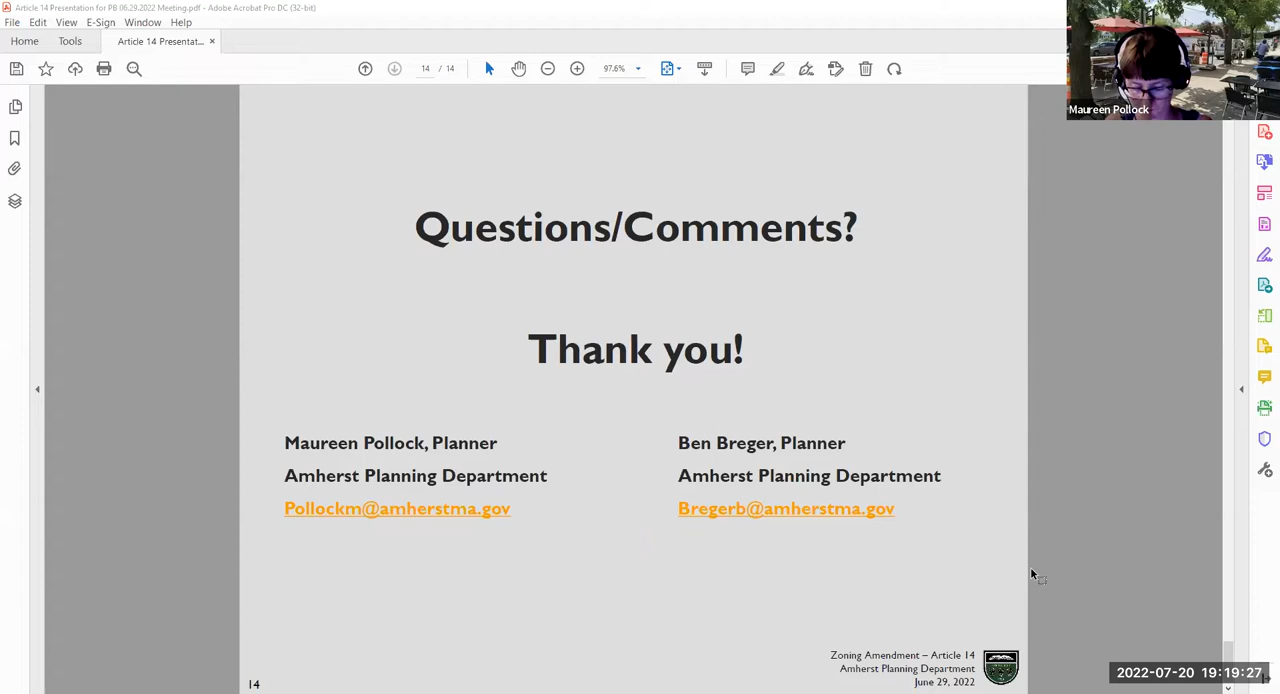 Article 14 Presentation for PB 06.29.2022 Meeting.pdf - Adobe Acrobat Pro DC (32-bit)
File Edit View E-Sign Window Help
Home Tools Article 14 Presentat... ×
14 / 14 97.6%
Maureen Pollock
Questions/Comments?
Thank you!
Maureen Pollock, Planner
Amherst Planning Department
Pollockm@amherstma.gov
Ben Breger, Planner
Amherst Planning Department
Bregerb@amherstma.gov
Zoning Amendment – Article 14
Amherst Planning Department
June 29, 2022
14
2022-07-20 19:19:27